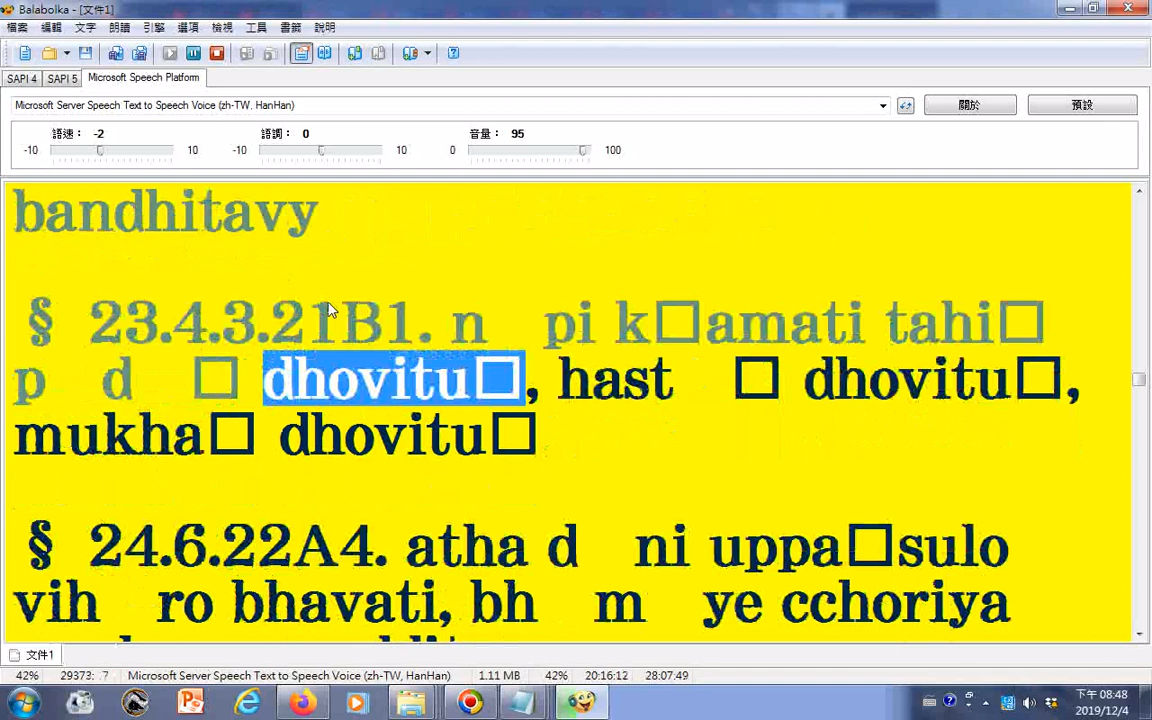 Balabolka - [文件1]
檔案 編輯 文字 朗讀 引擎 選項 檢視 工具 書籤 說明
SAPI 4 SAPI 5 Microsoft Speech Platform
Microsoft Server Speech Text to Speech Voice (zh-TW, HanHan) 關於 預設
語速： -2 語調： 0 音量： 95
-10 10 -10 10 0 100
bandhitavy
§ 23.4.3.21B1. n pi k□amati tahi□
p d □ dhovitu□, hast □ dhovitu□,
mukha□ dhovitu□
§ 24.6.22A4. atha d ni uppa□sulo
vih ro bhavati, bh m ye cchoriya
文件1
42% 29373: .7 Microsoft Server Speech Text to Speech Voice (zh-TW, HanHan) 1.11 MB 42% 20:16:12 28:07:49
下午 08:48
2019/12/4